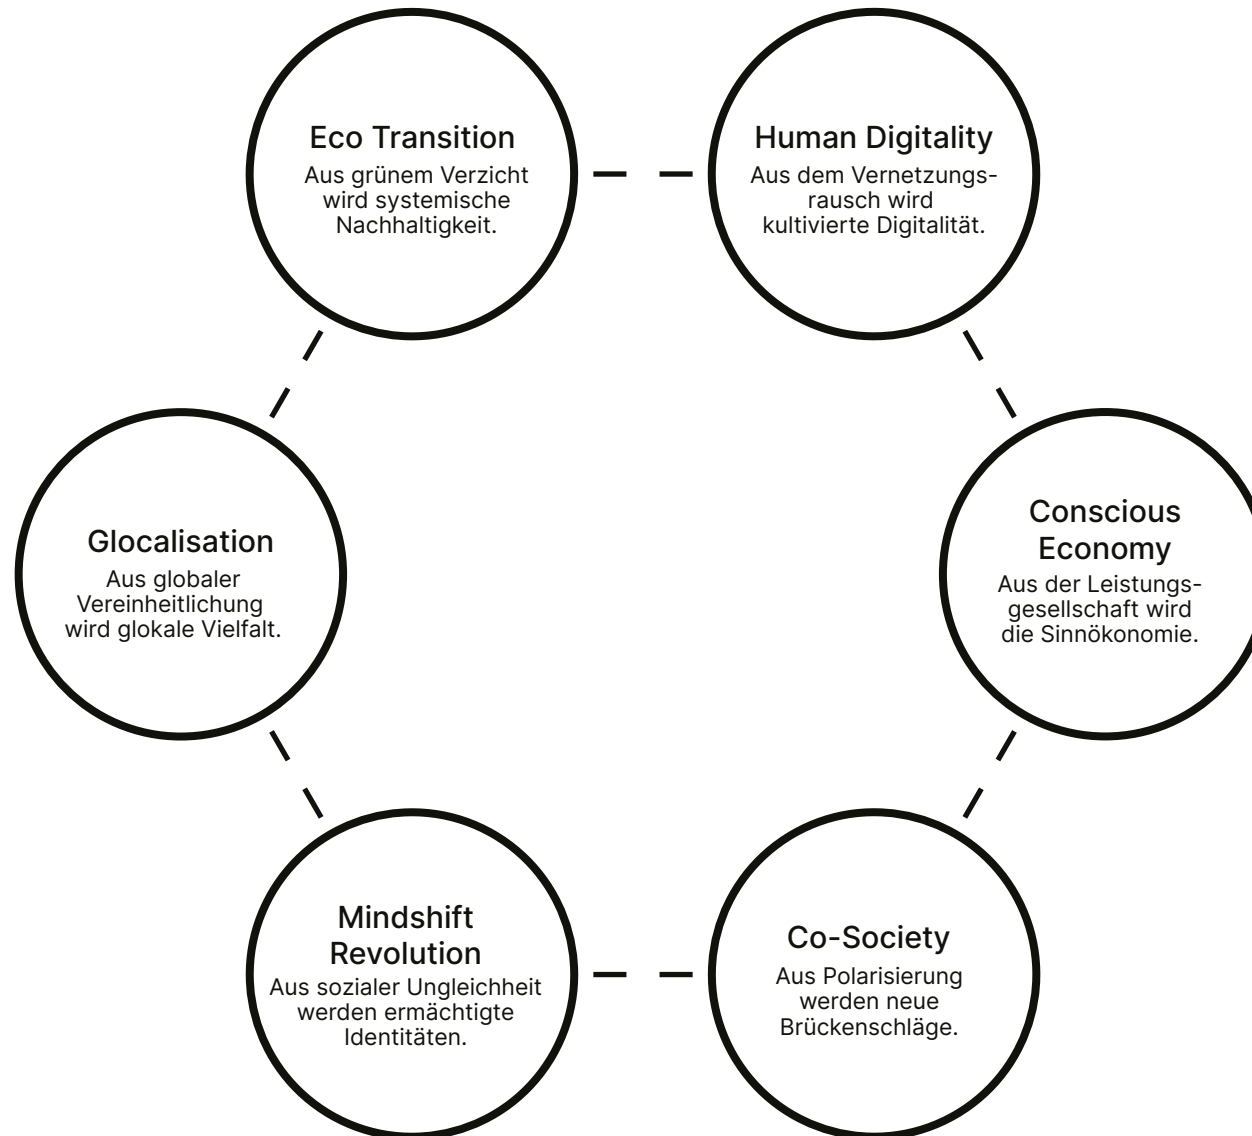 Eco Transition
Aus grünem Verzicht
wird systemische
Nachhaltigkeit.
Human Digitality
Aus dem Vernetzungs-
rausch wird
kultivierte Digitalität.
Glocalisation
Aus globaler
Vereinheitlichung
wird glokale Vielfalt.
Conscious
Economy
Aus der Leistungs-
gesellschaft wird
die Sinnökonomie.
Mindshift
Revolution
Aus sozialer Ungleichheit
werden ermächtigte
Identitäten.
Co-Society
Aus Polarisierung
werden neue
Brückenschläge.